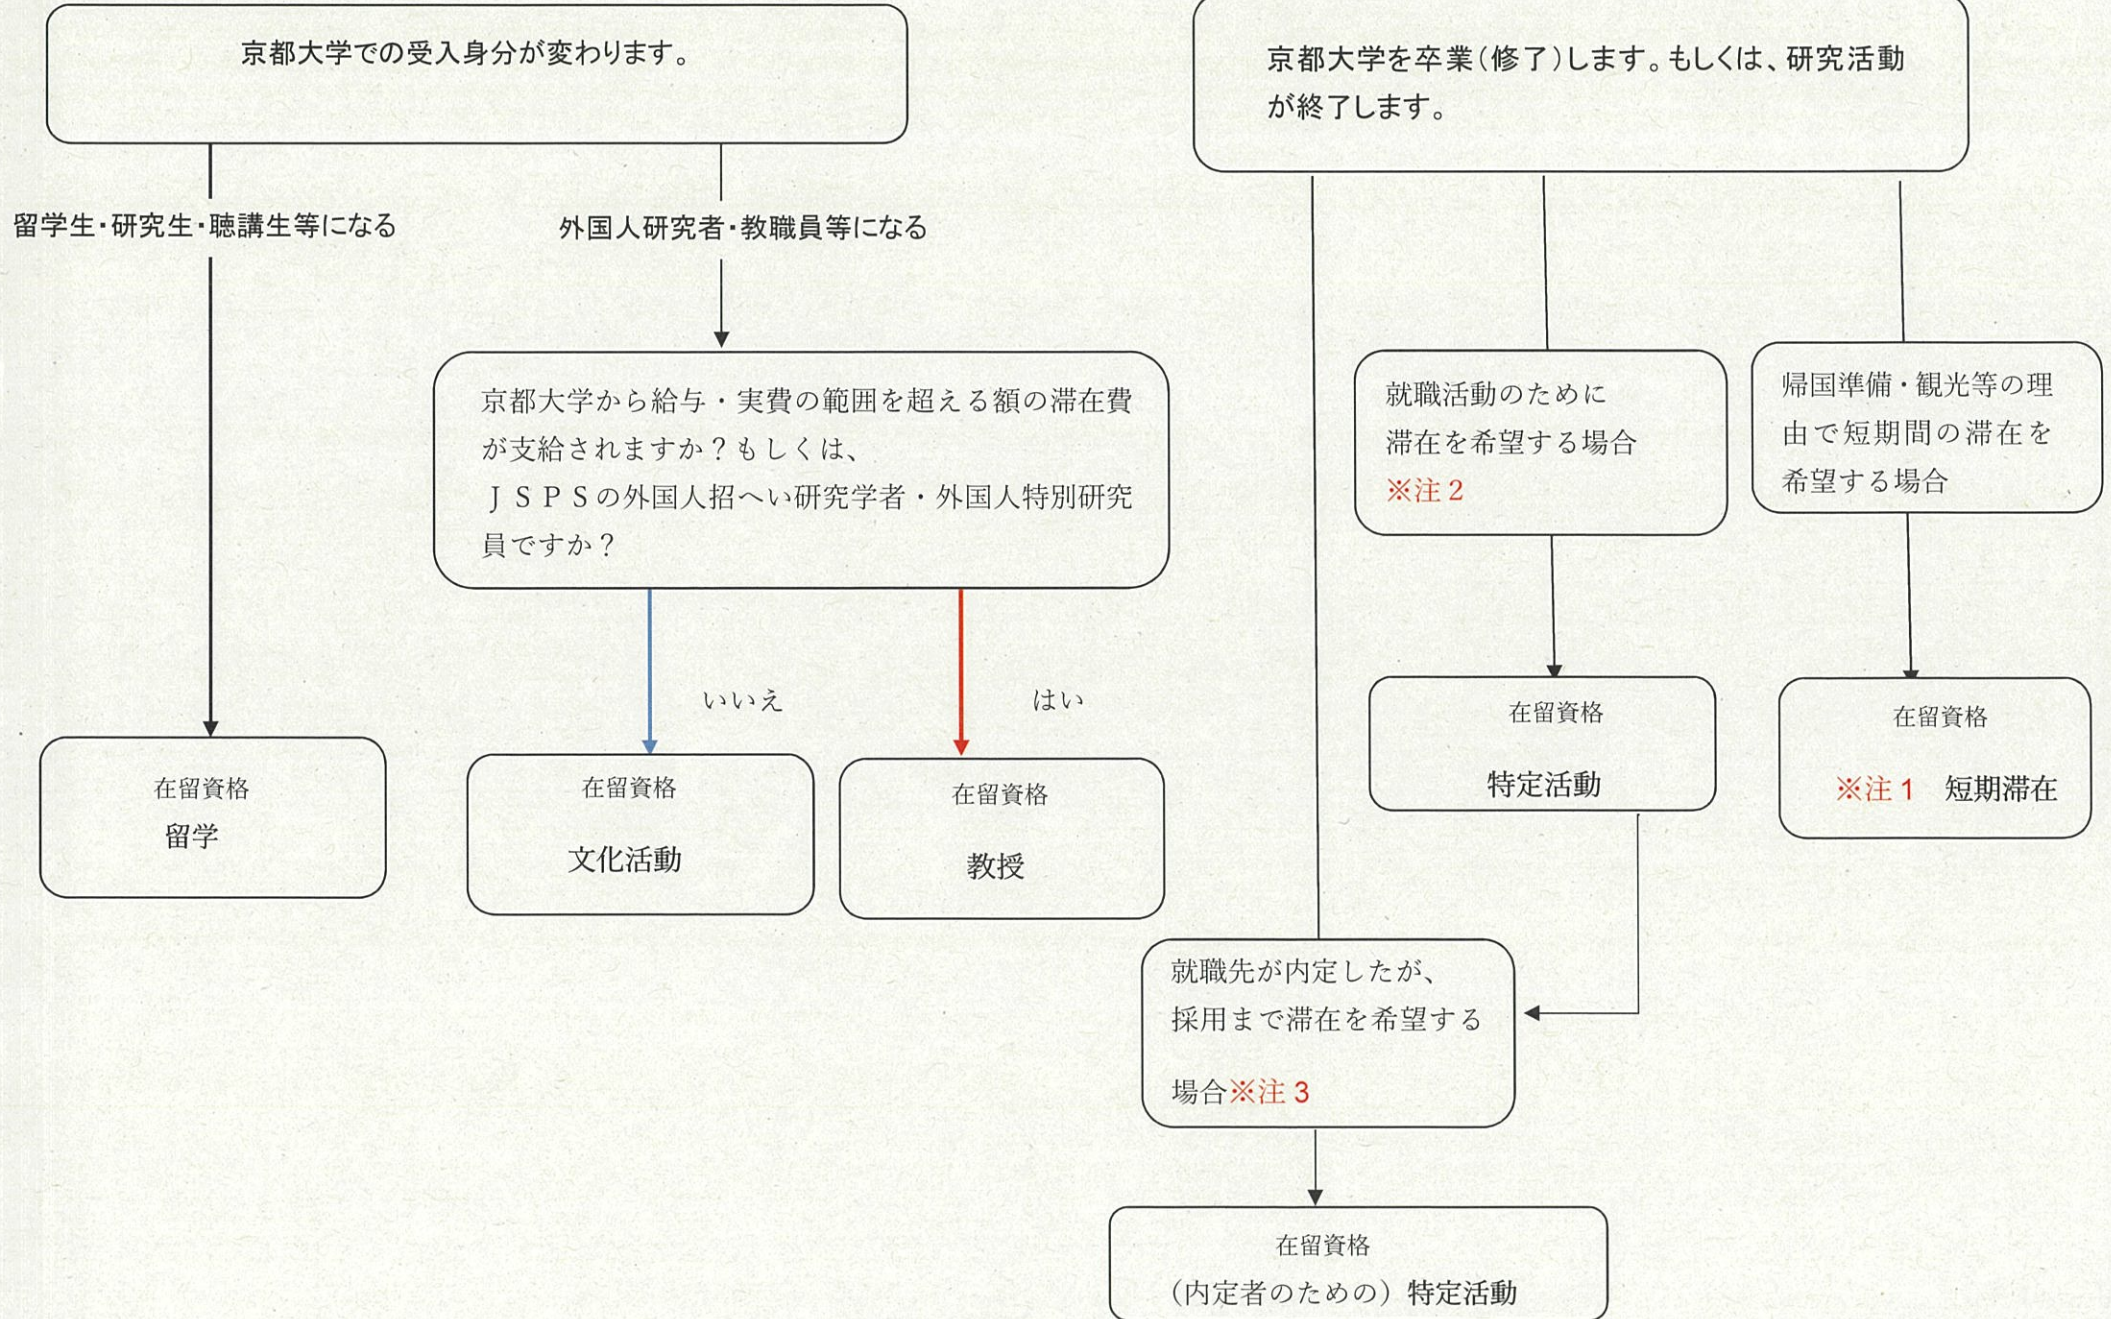 京都大学での受入身分が変わります。
留学生・研究生・聴講生等になる
外国人研究者・教職員等になる
京都大学から給与・実費の範囲を超える額の滞在費
が支給されますか？もしくは、
ＪＳＰＳの外国人招へい研究学者・外国人特別研究
員ですか？
いいえ
はい
在留資格
留学
在留資格
文化活動
在留資格
教授
京都大学を卒業（修了）します。もしくは、研究活動
が終了します。
就職活動のために
滞在を希望する場合
※注２
帰国準備・観光等の理
由で短期間の滞在を
希望する場合
在留資格
特定活動
在留資格
※注1　短期滞在
就職先が内定したが、
採用まで滞在を希望する
場合※注3
在留資格
（内定者のための）特定活動